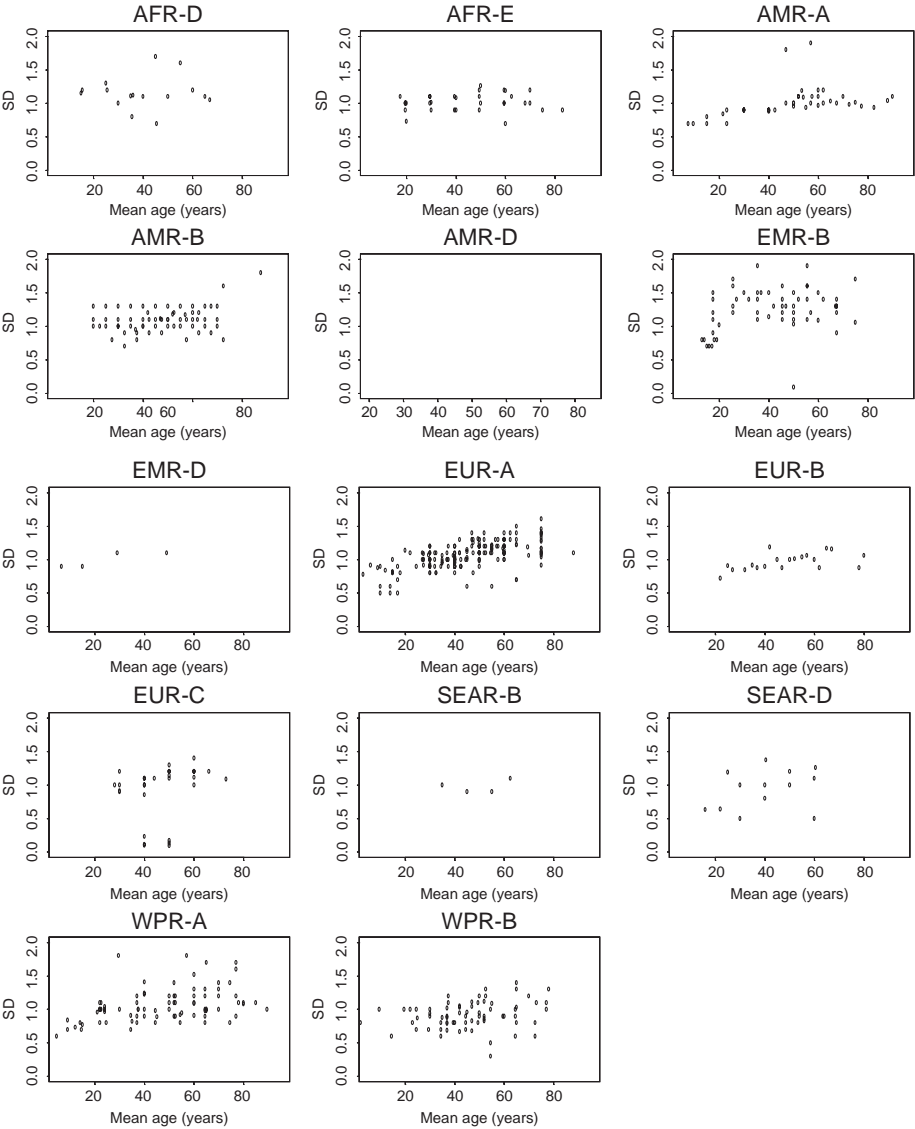 AFR-D
AFR-E
AMR-A
SD
0.0 0.5 1.0 1.5 2.0
20 40 60 80
Mean age (years)
SD
0.0 0.5 1.0 1.5 2.0
20 40 60 80
Mean age (years)
SD
0.0 0.5 1.0 1.5 2.0
20 40 60 80
Mean age (years)
AMR-B
AMR-D
EMR-B
SD
0.0 0.5 1.0 1.5 2.0
20 40 60 80
Mean age (years)
SD
0.0 0.5 1.0 1.5 2.0
20 30 40 50 60 70 80
Mean age (years)
SD
0.0 0.5 1.0 1.5 2.0
20 40 60 80
Mean age (years)
EMR-D
EUR-A
EUR-B
SD
0.0 0.5 1.0 1.5 2.0
20 40 60 80
Mean age (years)
SD
0.0 0.5 1.0 1.5 2.0
20 40 60 80
Mean age (years)
SD
0.0 0.5 1.0 1.5 2.0
20 40 60 80
Mean age (years)
EUR-C
SEAR-B
SEAR-D
SD
0.0 0.5 1.0 1.5 2.0
20 40 60 80
Mean age (years)
SD
0.0 0.5 1.0 1.5 2.0
20 40 60 80
Mean age (years)
SD
0.0 0.5 1.0 1.5 2.0
20 40 60 80
Mean age (years)
WPR-A
WPR-B
SD
0.0 0.5 1.0 1.5 2.0
20 40 60 80
Mean age (years)
SD
0.0 0.5 1.0 1.5 2.0
20 40 60 80
Mean age (years)